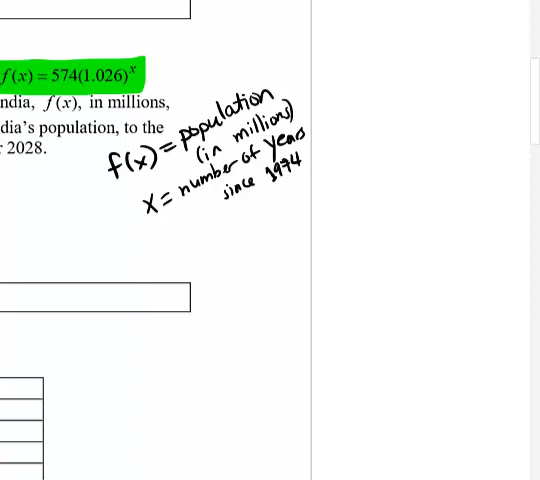 f(x) = 574(1.026)^x
ndia, f(x), in millions,
dia's population, to the
2028.
f(x) = population
(in millions)
x = number of years
since 1974